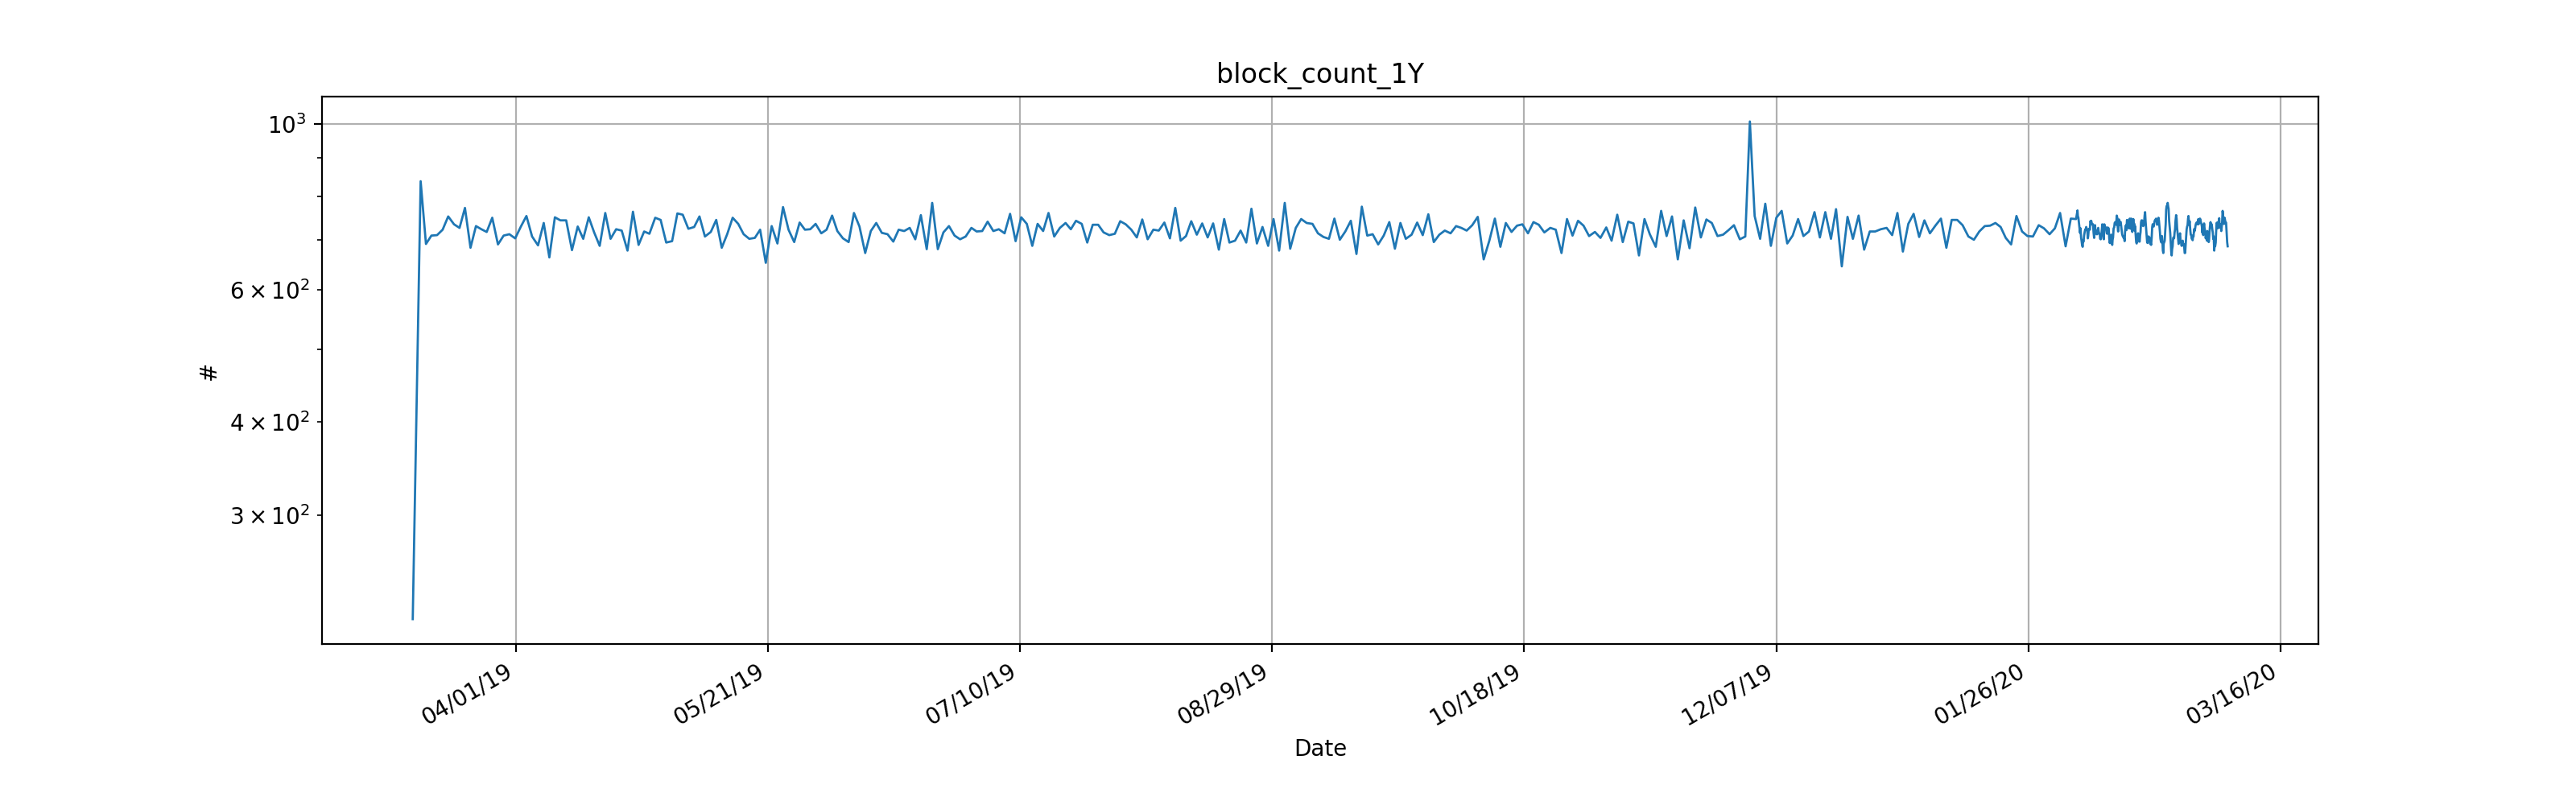 block_count_1Y
10³
6 × 10²
4 × 10²
3 × 10²
#
04/01/19
05/21/19
07/10/19
08/29/19
10/18/19
12/07/19
01/26/20
03/16/20
Date